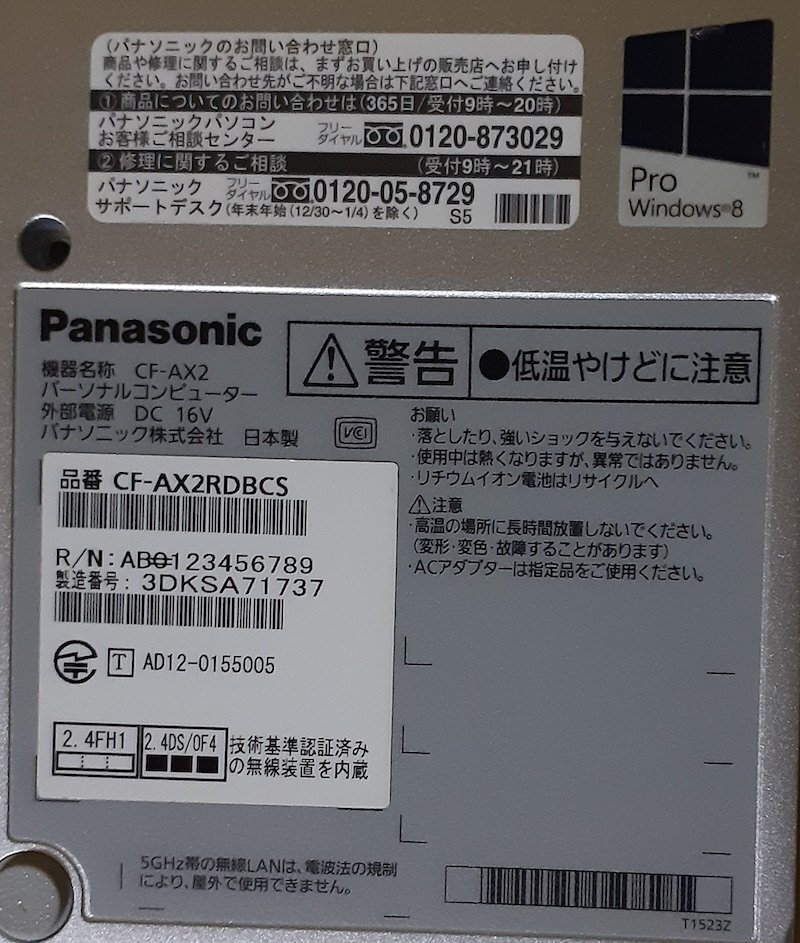 (パナソニックのお問い合わせ窓口)
商品や修理に関するご相談は、まずお買い上げの販売店へお申し付け
ください。お問い合わせ先がご不明な場合は下記窓口へご連絡ください。
①商品についてのお問い合わせは(365日/受付9時～20時)
パナソニックパソコン
お客様ご相談センター
フリー
ダイヤル 0120-873029
②修理に関するご相談 (受付9時～21時)
パナソニック
サポートデスク
フリー
ダイヤル 0120-05-8729
(年末年始(12/30～1/4)を除く) S5
Pro
Windows®8
™
Panasonic
機器名称 CF-AX2
パーソナルコンピューター
外部電源 DC 16V
パナソニック株式会社 日本製
VCI
警告 ●低温やけどに注意
お願い
・落としたり、強いショックを与えないでください。
・使用中は熱くなりますが、異常ではありません。
・リチウムイオン電池はリサイクルへ
注意
・高温の場所に長時間放置しないでください。
(変形・変色・故障することがあります)
・ACアダプターは指定品をご使用ください。
品番 CF-AX2RDBCS
R/N:AB0123456789
製造番号: 3DKSA71737
T AD12-0155005
2.4FH1
2.4DS/OF4
技術基準認証済み
の無線装置を内蔵
5GHz帯の無線LANは、電波法の規制
により、屋外で使用できません。
T1523Z